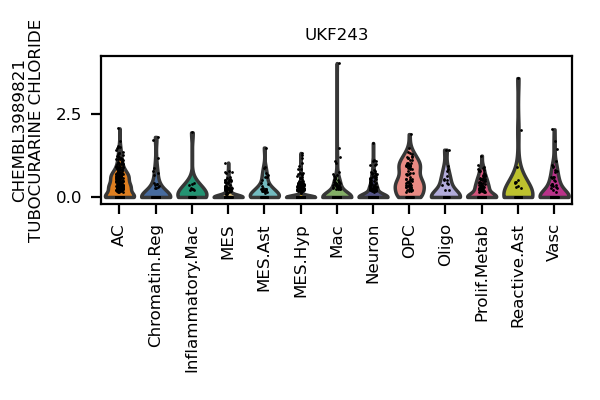 UKF243
CHEMBL3989821
TUBOCURARINE CHLORIDE
2.5
0.0
AC
Chromatin.Reg
Inflammatory.Mac
MES
MES.Ast
MES.Hyp
Mac
Neuron
OPC
Oligo
Prolif.Metab
Reactive.Ast
Vasc